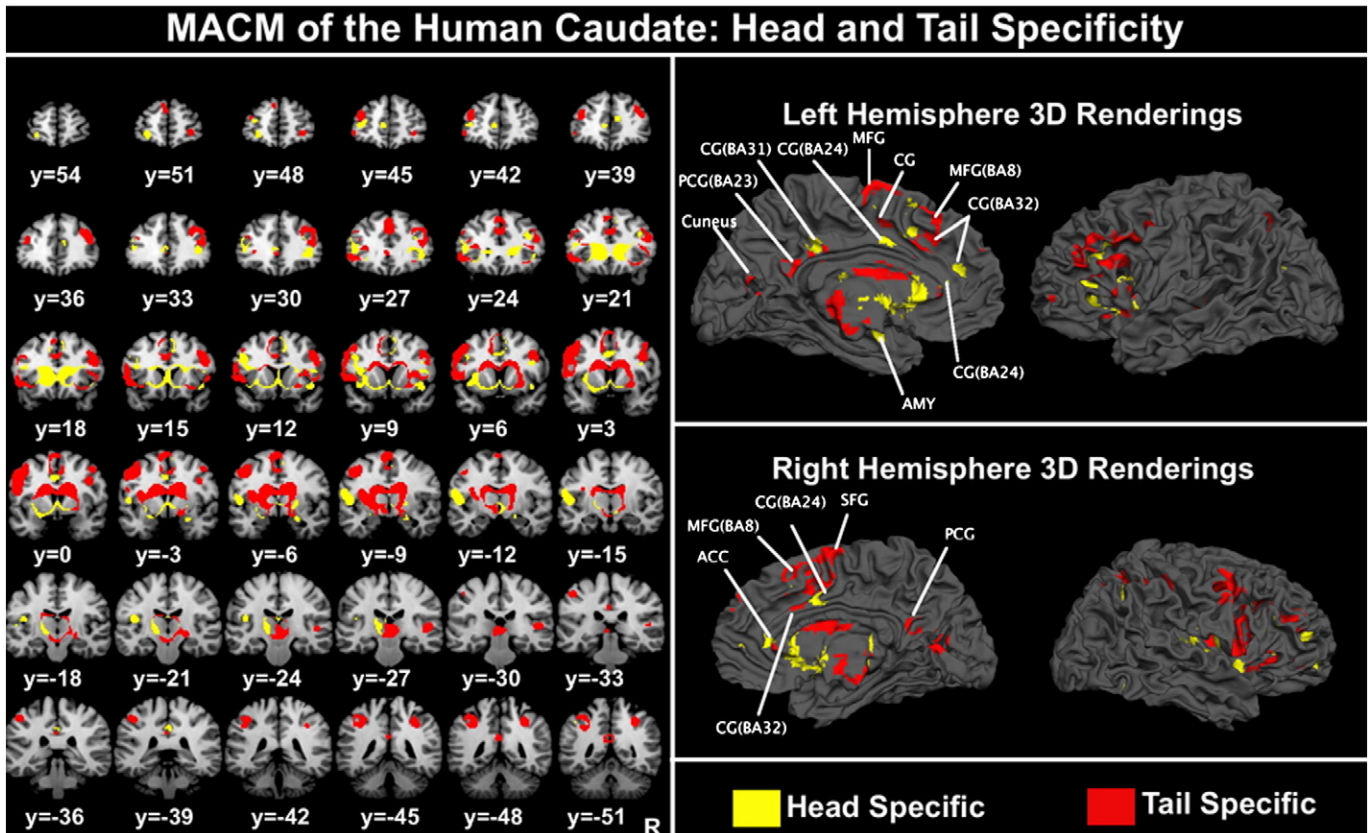 MACM of the Human Caudate: Head and Tail Specificity
y=54 y=51 y=48 y=45 y=42 y=39
y=36 y=33 y=30 y=27 y=24 y=21
y=18 y=15 y=12 y=9 y=6 y=3
y=0 y=-3 y=-6 y=-9 y=-12 y=-15
y=-18 y=-21 y=-24 y=-27 y=-30 y=-33
y=-36 y=-39 y=-42 y=-45 y=-48 y=-51 R
Left Hemisphere 3D Renderings
CG(BA31) CG(BA24) MFG
CG
PCG(BA23) MFG(BA8)
Cuneus CG(BA32)
CG(BA24)
AMY
Right Hemisphere 3D Renderings
CG(BA24) SFG
MFG(BA8)
ACC PCG
CG(BA32)
Head Specific Tail Specific